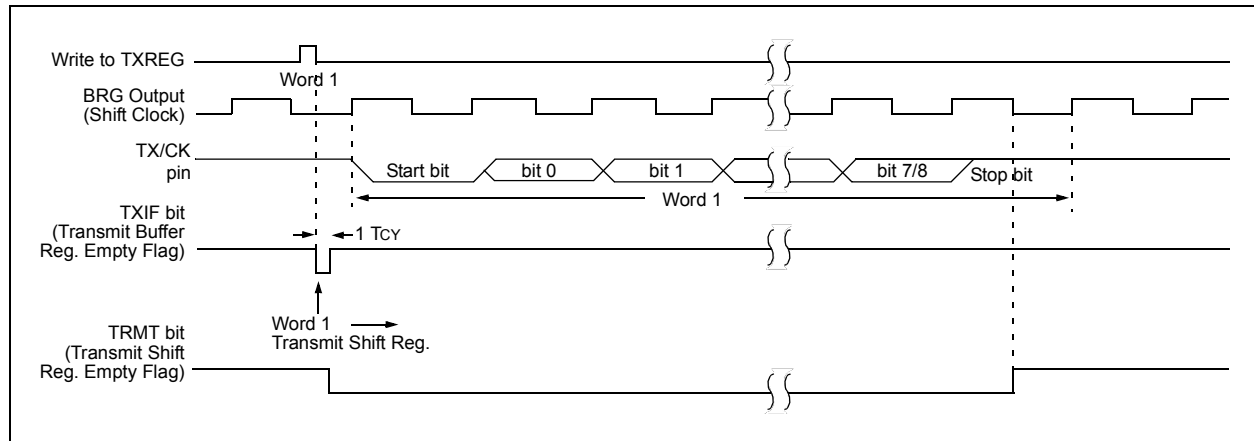 Write to TXREG
Word 1
BRG Output
(Shift Clock)
TX/CK
pin
Start bit
bit 0
bit 1
bit 7/8
Stop bit
Word 1
TXIF bit
(Transmit Buffer
Reg. Empty Flag)
1 TCY
Word 1
Transmit Shift Reg.
TRMT bit
(Transmit Shift
Reg. Empty Flag)